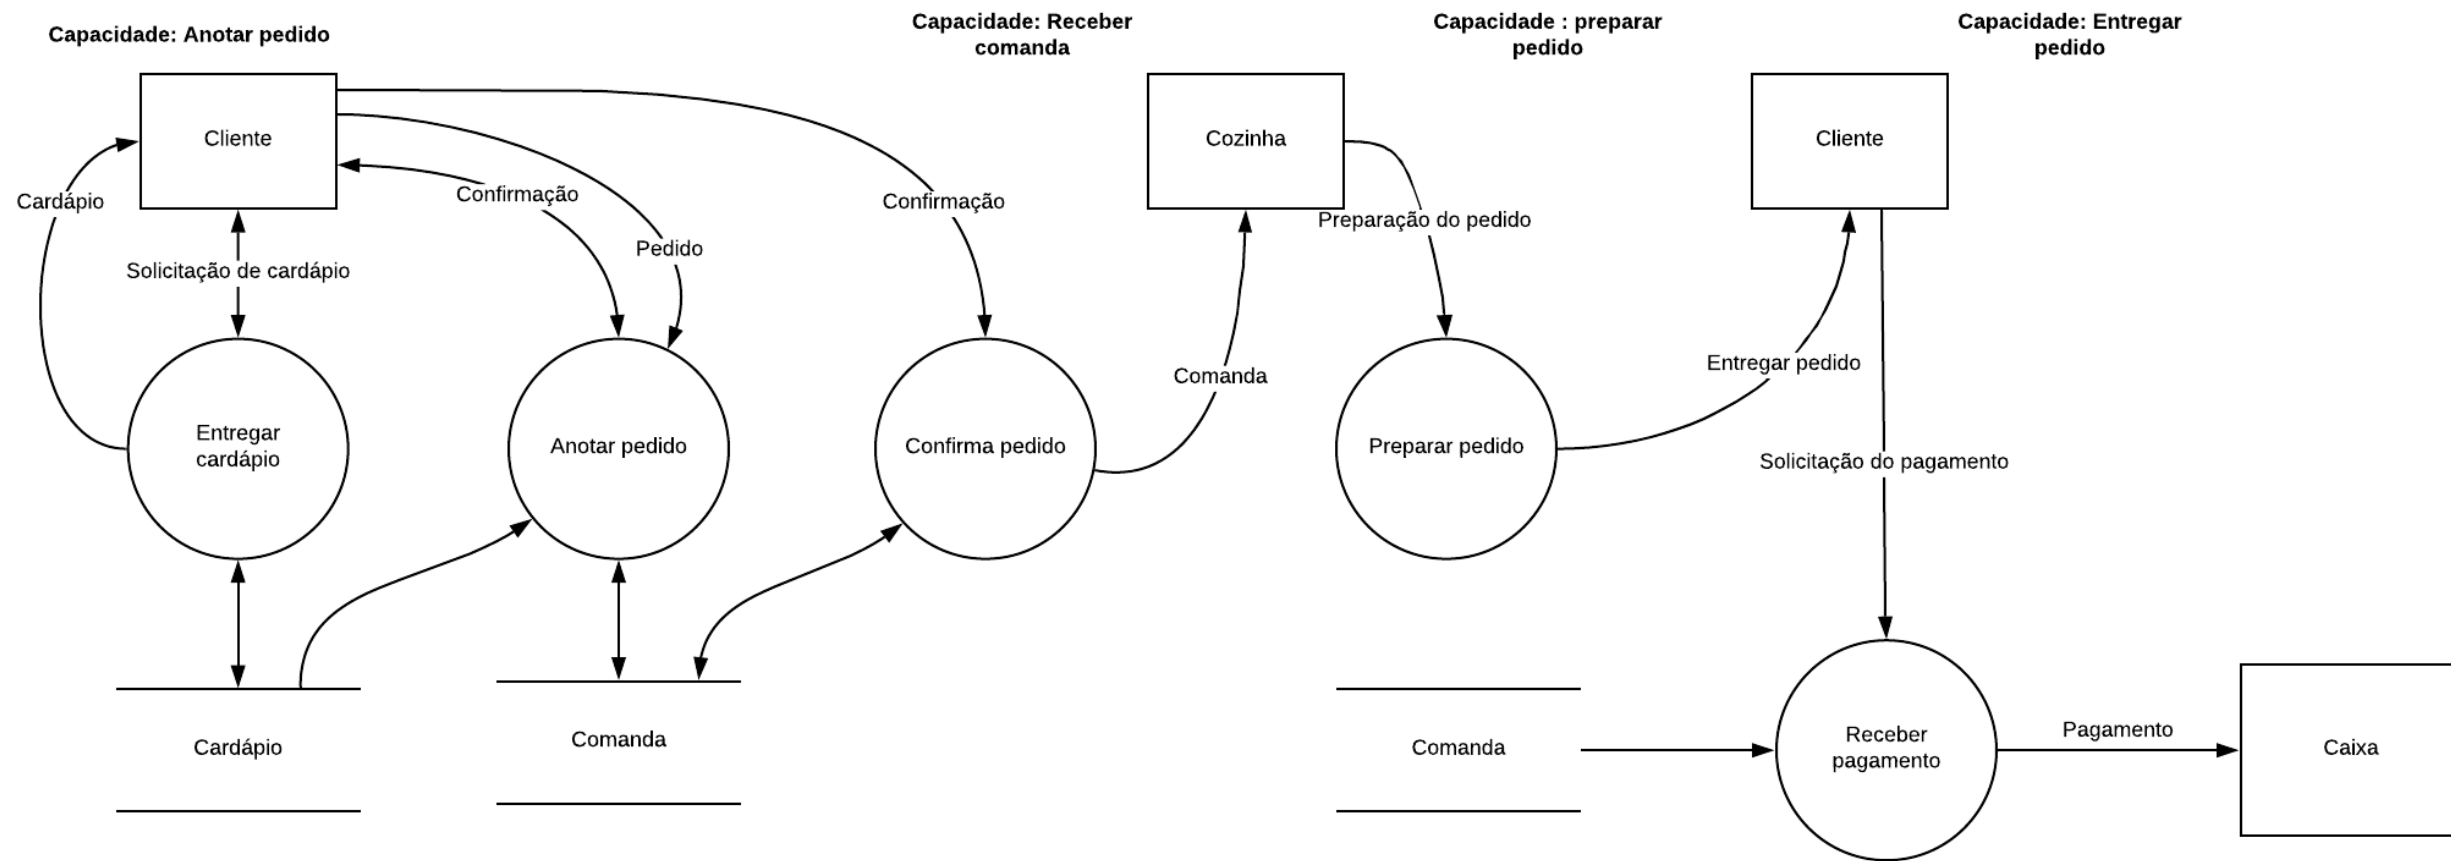 Capacidade: Anotar pedido
Capacidade: Receber
comanda
Capacidade : preparar
pedido
Capacidade: Entregar
pedido
Cliente
Cozinha
Cliente
Cardápio
Confirmação
Confirmação
Pedido
Preparação do pedido
Solicitação de cardápio
Comanda
Entregar pedido
Entregar
cardápio
Anotar pedido
Confirma pedido
Preparar pedido
Solicitação do pagamento
Cardápio
Comanda
Comanda
Receber
pagamento
Pagamento
Caixa